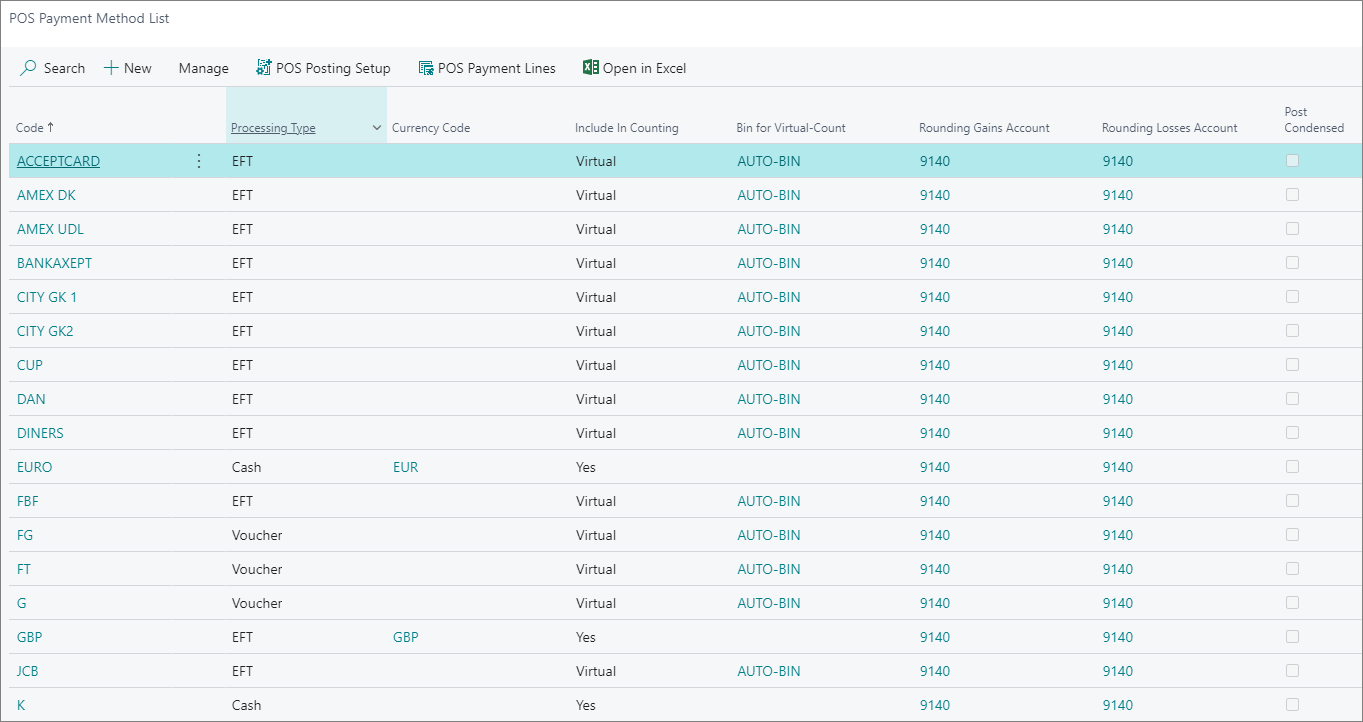 POS Payment Method List
Search New Manage POS Posting Setup POS Payment Lines Open in Excel
Code ↑ Processing Type Currency Code Include In Counting Bin for Virtual-Count Rounding Gains Account Rounding Losses Account Post Condensed
ACCEPTCARD EFT Virtual AUTO-BIN 9140 9140
AMEX DK EFT Virtual AUTO-BIN 9140 9140
AMEX UDL EFT Virtual AUTO-BIN 9140 9140
BANKAXEPT EFT Virtual AUTO-BIN 9140 9140
CITY GK 1 EFT Virtual AUTO-BIN 9140 9140
CITY GK2 EFT Virtual AUTO-BIN 9140 9140
CUP EFT Virtual AUTO-BIN 9140 9140
DAN EFT Virtual AUTO-BIN 9140 9140
DINERS EFT Virtual AUTO-BIN 9140 9140
EURO Cash EUR Yes 9140 9140
FBF EFT Virtual AUTO-BIN 9140 9140
FG Voucher Virtual AUTO-BIN 9140 9140
FT Voucher Virtual AUTO-BIN 9140 9140
G Voucher Virtual AUTO-BIN 9140 9140
GBP EFT GBP Yes 9140 9140
JCB EFT Virtual AUTO-BIN 9140 9140
K Cash Yes 9140 9140